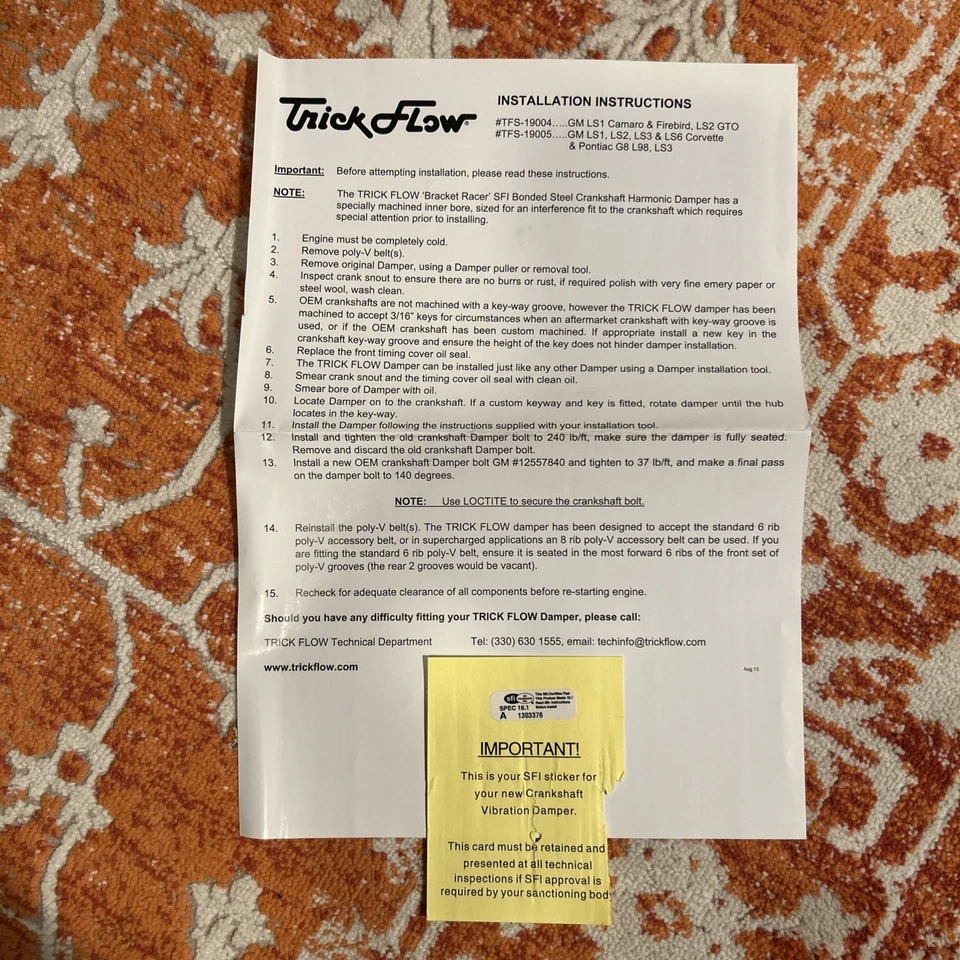 Trick Flow®
INSTALLATION INSTRUCTIONS
#TFS-19004.....GM LS1 Camaro & Firebird, LS2 GTO
#TFS-19005.....GM LS1, LS2, LS3 & LS6 Corvette
& Pontiac G8 L98, LS3
Important: Before attempting installation, please read these instructions.
NOTE: The TRICK FLOW 'Bracket Racer' SFI Bonded Steel Crankshaft Harmonic Damper has a
specially machined inner bore, sized for an interference fit to the crankshaft which requires
special attention prior to installing.
1. Engine must be completely cold.
2. Remove poly-V belt(s).
3. Remove original Damper, using a Damper puller or removal tool.
4. Inspect crank snout to ensure there are no burrs or rust, if required polish with very fine emery paper or
steel wool, wash clean.
5. OEM crankshafts are not machined with a key-way groove, however the TRICK FLOW damper has been
machined to accept 3/16" keys for circumstances when an aftermarket crankshaft with key-way groove is
used, or if the OEM crankshaft has been custom machined. If appropriate install a new key in the
crankshaft key-way groove and ensure the height of the key does not hinder damper installation.
6. Replace the front timing cover oil seal.
7. The TRICK FLOW Damper can be installed just like any other Damper using a Damper installation tool.
8. Smear crank snout and the timing cover oil seal with clean oil.
9. Smear bore of Damper with oil.
10. Locate Damper on to the crankshaft. If a custom keyway and key is fitted, rotate damper until the hub
locates in the key-way.
11. Install the Damper following the instructions supplied with your installation tool.
12. Install and tighten the old crankshaft Damper bolt to 240 lb/ft, make sure the damper is fully seated.
Remove and discard the old crankshaft Damper bolt.
13. Install a new OEM crankshaft Damper bolt GM #12557840 and tighten to 37 lb/ft, and make a final pass
on the damper bolt to 140 degrees.
NOTE: Use LOCTITE to secure the crankshaft bolt.
14. Reinstall the poly-V belt(s). The TRICK FLOW damper has been designed to accept the standard 6 rib
poly-V accessory belt, or in supercharged applications an 8 rib poly-V accessory belt can be used. If you
are fitting the standard 6 rib poly-V belt, ensure it is seated in the most forward 6 ribs of the front set of
poly-V grooves (the rear 2 grooves would be vacant).
15. Recheck for adequate clearance of all components before re-starting engine.
Should you have any difficulty fitting your TRICK FLOW Damper, please call:
TRICK FLOW Technical Department Tel: (330) 630 1555, email: techinfo@trickflow.com
www.trickflow.com
Aug 13
sfi
This Mfr.Certifies That
This Product Meets 18.1
Read Mfr. Instructions
Before Install
SPEC 18.1
A 1303376
IMPORTANT!
This is your SFI sticker for
your new Crankshaft
Vibration Damper.
This card must be retained and
presented at all technical
inspections if SFI approval is
required by your sanctioning bod